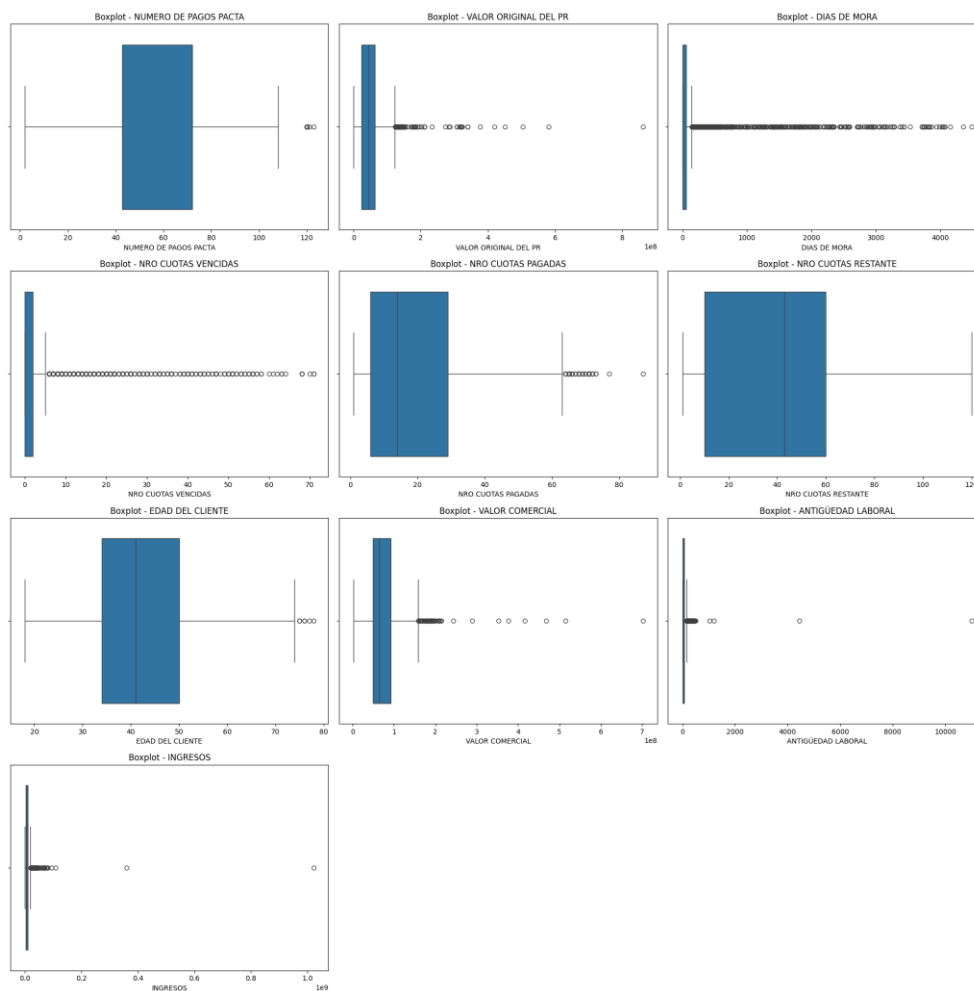 Boxplot - NUMERO DE PAGOS PACTA
0 20 40 60 80 100 120
NUMERO DE PAGOS PACTA
Boxplot - VALOR ORIGINAL DEL PR
0 2 4 6 8
1e8
VALOR ORIGINAL DEL PR
Boxplot - DIAS DE MORA
0 1000 2000 3000 4000
DIAS DE MORA
Boxplot - NRO CUOTAS VENCIDAS
0 10 20 30 40 50 60 70
NRO CUOTAS VENCIDAS
Boxplot - NRO CUOTAS PAGADAS
0 20 40 60 80
NRO CUOTAS PAGADAS
Boxplot - NRO CUOTAS RESTANTE
0 20 40 60 80 100 120
NRO CUOTAS RESTANTE
Boxplot - EDAD DEL CLIENTE
20 30 40 50 60 70 80
EDAD DEL CLIENTE
Boxplot - VALOR COMERCIAL
0 1 2 3 4 5 6 7
1e8
VALOR COMERCIAL
Boxplot - ANTIGÜEDAD LABORAL
0 2000 4000 6000 8000 10000
ANTIGÜEDAD LABORAL
Boxplot - INGRESOS
0.0 0.2 0.4 0.6 0.8 1.0
1e9
INGRESOS